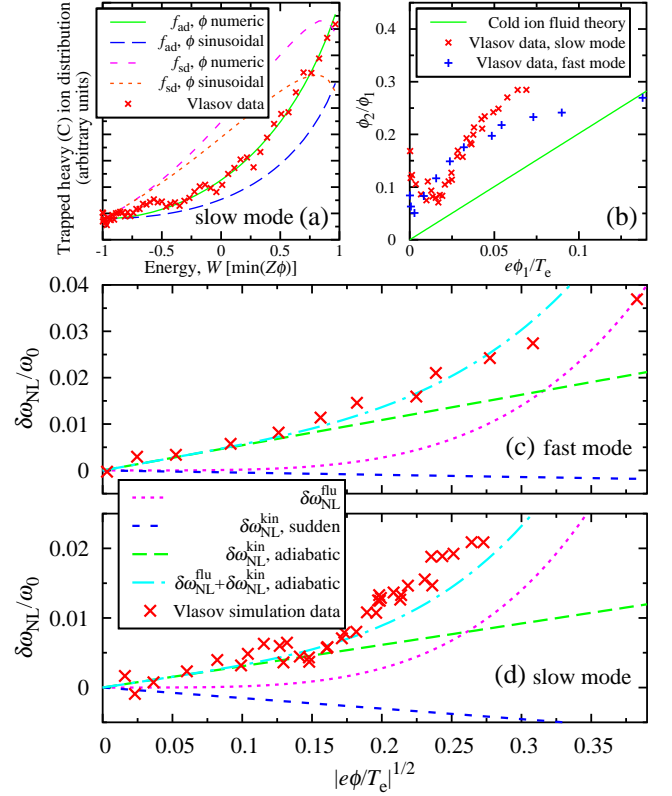 Trapped heavy (C) ion distribution
(arbitrary units)
f_ad, ϕ numeric
f_ad, ϕ sinusoidal
f_sd, ϕ numeric
f_sd, ϕ sinusoidal
Vlasov data
slow mode (a)
-1 -0.5 0 0.5 1
Energy, W [min(Zϕ)]
ϕ_2/ϕ_1
0.4
0.3
0.2
0.1
0
Cold ion fluid theory
Vlasov data, slow mode
Vlasov data, fast mode
(b)
0 0.05 0.1
eϕ_1/T_e
δω_NL/ω_0
0.04
0.03
0.02
0.01
0
(c) fast mode
δω_NL^flu
δω_NL^kin, sudden
δω_NL^kin, adiabatic
δω_NL^flu+δω_NL^kin, adiabatic
Vlasov simulation data
δω_NL/ω_0
0.02
0.01
0
(d) slow mode
0 0.05 0.1 0.15 0.2 0.25 0.3 0.35
|eϕ/T_e|^1/2